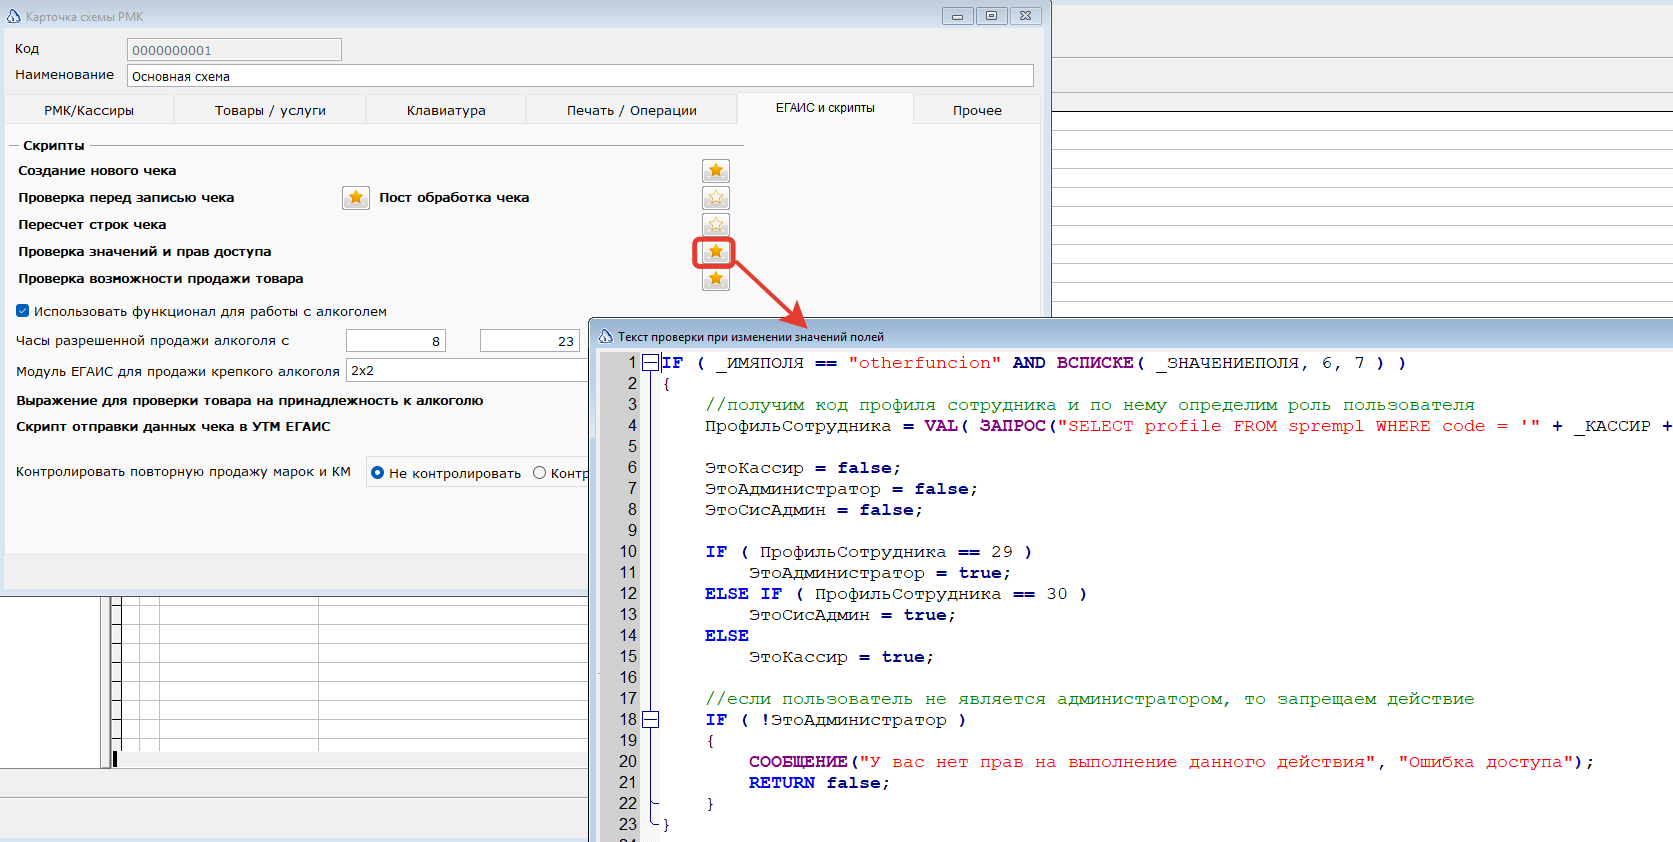 Карточка схемы РМК
Код 0000000001
Наименование Основная схема
РМК/Кассиры Товары / услуги Клавиатура Печать / Операции ЕГАИС и скрипты Прочее
Скрипты
Создание нового чека
Проверка перед записью чека Пост обработка чека
Пересчет строк чека
Проверка значений и прав доступа
Проверка возможности продажи товара
Использовать функционал для работы с алкоголем
Часы разрешенной продажи алкоголя с 8 23
Модуль ЕГАИС для продажи крепкого алкоголя 2x2
Выражение для проверки товара на принадлежность к алкоголю
Скрипт отправки данных чека в УТМ ЕГАИС
Контролировать повторную продажу марок и КМ Не контролировать Контр
Текст проверки при изменении значений полей
1 IF ( _ИМЯПОЛЯ == "otherfuncion" AND ВСПИСКЕ( _ЗНАЧЕНИЕПОЛЯ, 6, 7 ) )
2 {
3 //получим код профиля сотрудника и по нему определим роль пользователя
4 ПрофильСотрудника = VAL( ЗАПРОС("SELECT profile FROM sprempl WHERE code = '" + _КАССИР +
5
6 ЭтоКассир = false;
7 ЭтоАдминистратор = false;
8 ЭтоСисАдмин = false;
9
10 IF ( ПрофильСотрудника == 29 )
11 ЭтоАдминистратор = true;
12 ELSE IF ( ПрофильСотрудника == 30 )
13 ЭтоСисАдмин = true;
14 ELSE
15 ЭтоКассир = true;
16
17 //если пользователь не является администратором, то запрещаем действие
18 IF ( !ЭтоАдминистратор )
19 {
20 СООБЩЕНИЕ("У вас нет прав на выполнение данного действия", "Ошибка доступа");
21 RETURN false;
22 }
23 }